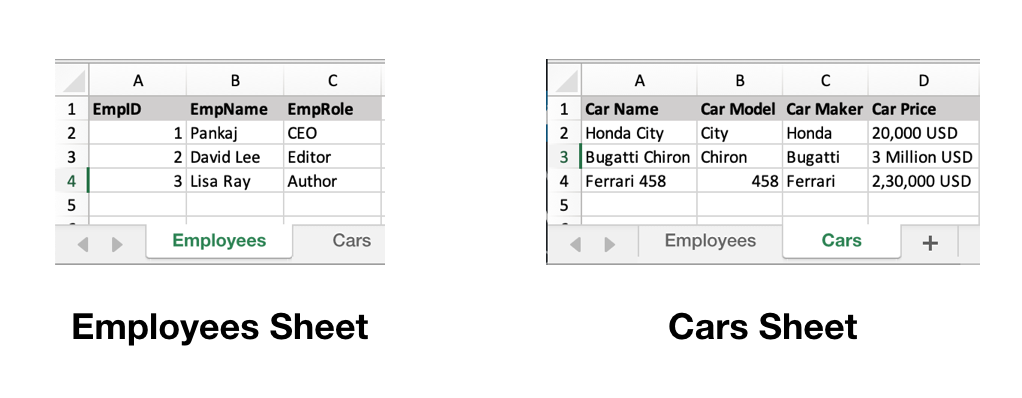 A B C
1 EmpID EmpName EmpRole
2 1 Pankaj CEO
3 2 David Lee Editor
4 3 Lisa Ray Author
5
Employees Cars
Employees Sheet
A B C D
1 Car Name Car Model Car Maker Car Price
2 Honda City City Honda 20,000 USD
3 Bugatti Chiron Chiron Bugatti 3 Million USD
4 Ferrari 458 458 Ferrari 2,30,000 USD
5
Employees Cars +
Cars Sheet